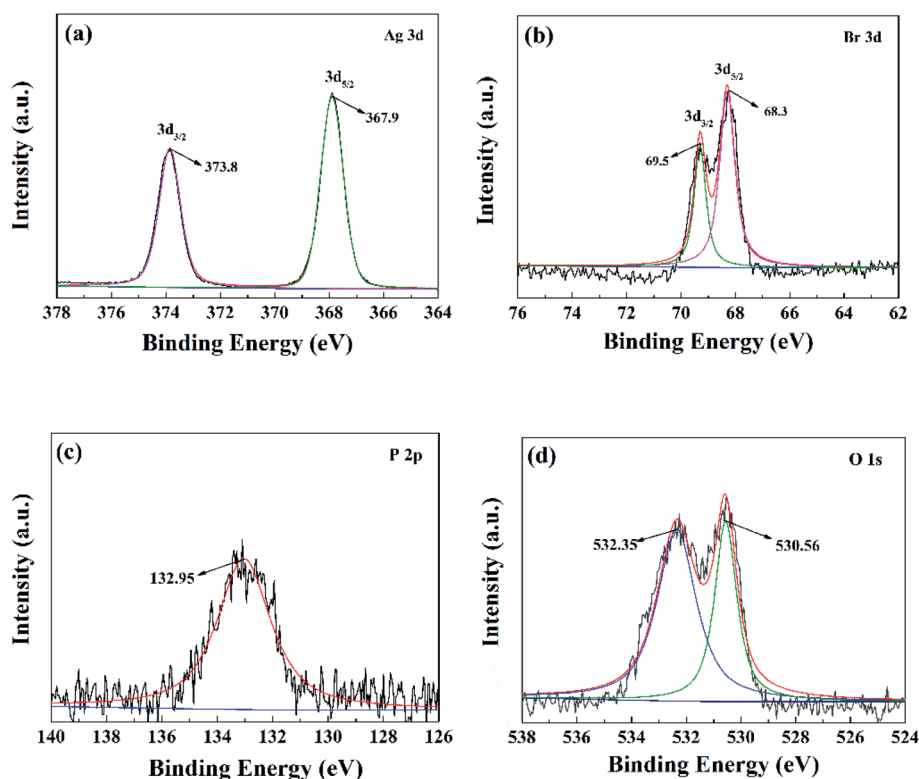 (a)
Ag 3d
3d5/2
367.9
3d3/2
373.8
Intensity (a.u.)
378 376 374 372 370 368 366 364
Binding Energy (eV)
(b)
Br 3d
3d5/2
68.3
3d3/2
69.5
Intensity (a.u.)
76 74 72 70 68 66 64 62
Binding Energy (eV)
(c)
P 2p
132.95
Intensity (a.u.)
140 138 136 134 132 130 128 126
Binding Energy (eV)
(d)
O 1s
532.35
530.56
Intensity (a.u.)
538 536 534 532 530 528 526 524
Binding Energy (eV)